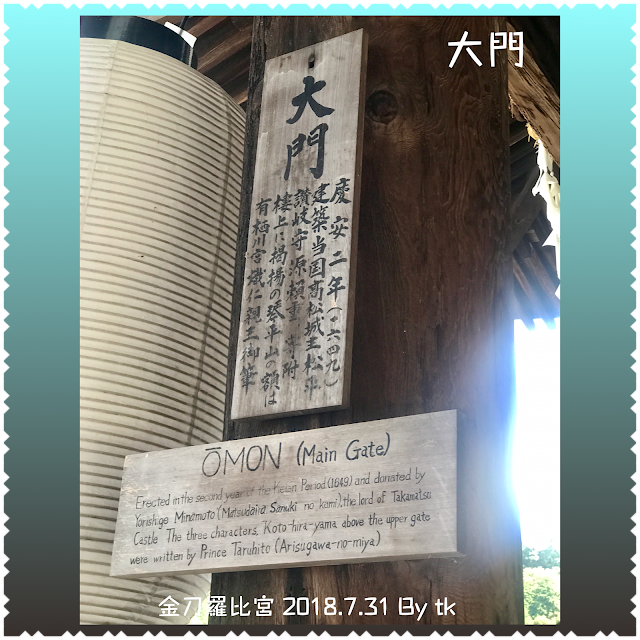 大門
大門
慶安二年(一六四九)
建築当国高松城主松平
讃岐守源頼重寄附
楼上に掲揚の琴平山の額は
有栖川宮熾仁親王御筆
ŌMON (Main Gate)
Erected in the second year of the Keian Period (1649) and donated by
Yorishige Minamoto (Matsudaira Sanuki no kami), the lord of Takamatsu
Castle. The three characters, Koto-hira-yama above the upper gate
were written by Prince Taruhito (Arisugawa-no-miya)
金刀羅比宮 2018.7.31 By tk